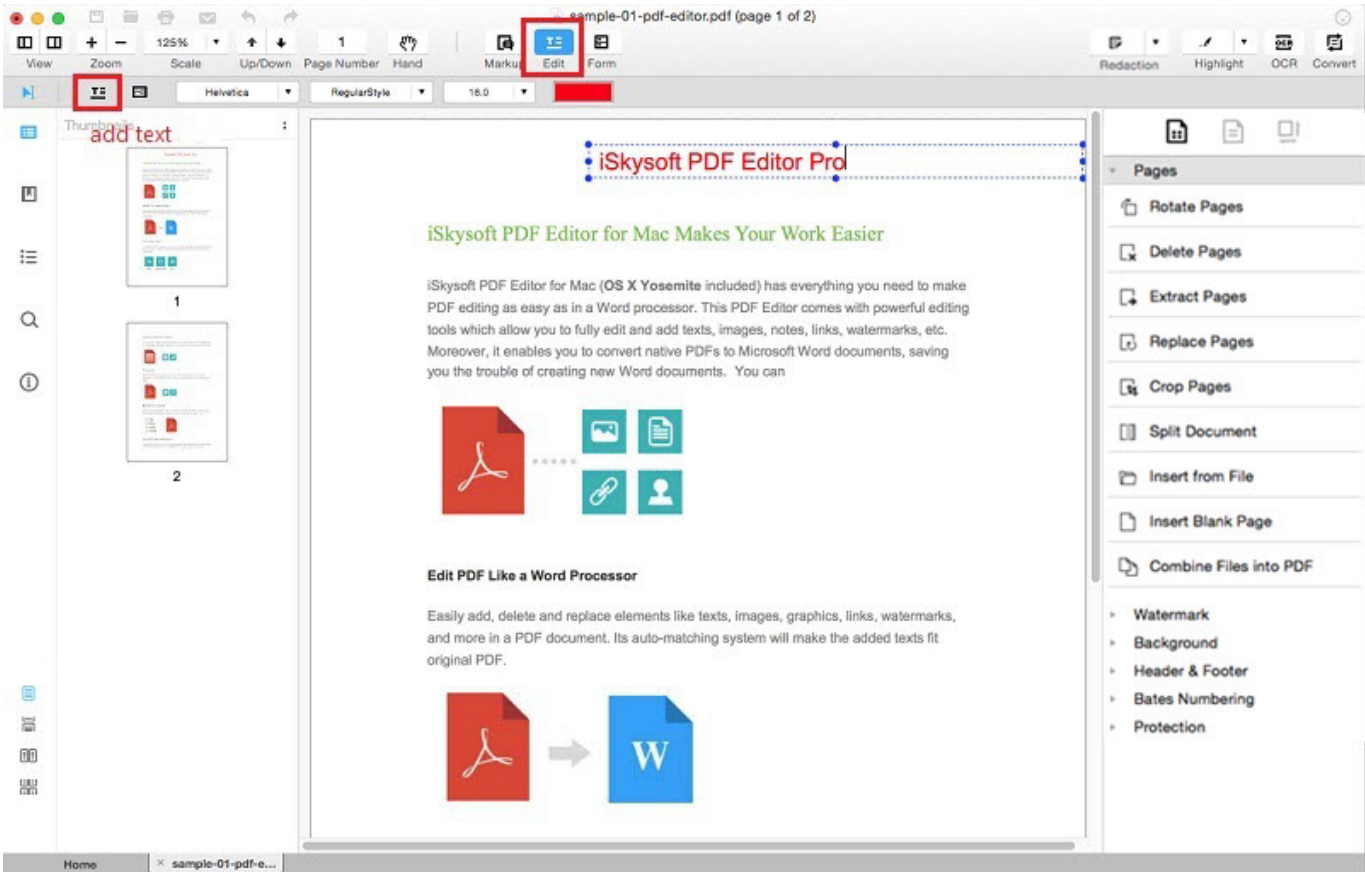 sample-01-pdf-editor.pdf (page 1 of 2)
125%
1
View Zoom Scale Up/Down Page Number Hand Markup Edit Form Redaction Highlight OCR Convert
Helvetica RegularStyle 18.0
Thumbnails
add text
1
2
iSkysoft PDF Editor Pro
iSkysoft PDF Editor for Mac Makes Your Work Easier
iSkysoft PDF Editor for Mac (OS X Yosemite included) has everything you need to make
PDF editing as easy as in a Word processor. This PDF Editor comes with powerful editing
tools which allow you to fully edit and add texts, images, notes, links, watermarks, etc.
Moreover, it enables you to convert native PDFs to Microsoft Word documents, saving
you the trouble of creating new Word documents. You can
Edit PDF Like a Word Processor
Easily add, delete and replace elements like texts, images, graphics, links, watermarks,
and more in a PDF document. Its auto-matching system will make the added texts fit
original PDF.
W
Pages
Rotate Pages
Delete Pages
Extract Pages
Replace Pages
Crop Pages
Split Document
Insert from File
Insert Blank Page
Combine Files into PDF
Watermark
Background
Header & Footer
Bates Numbering
Protection
Home
sample-01-pdf-e...